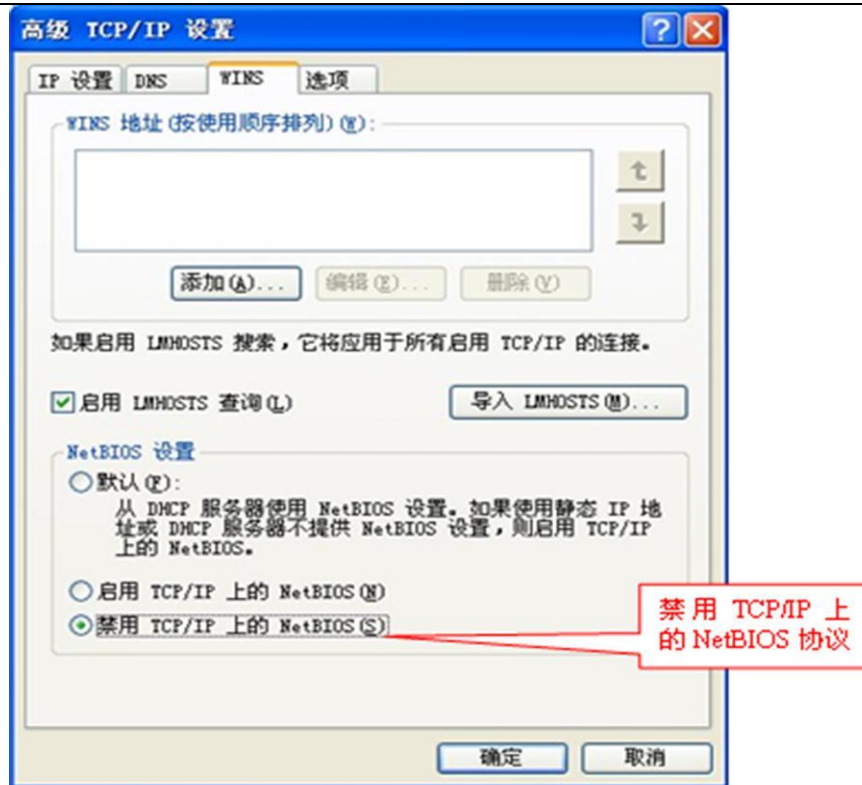 高级 TCP/IP 设置
IP 设置 DNS WINS 选项
WINS 地址(按使用顺序排列)(W):
添加(A)... 编辑(E)... 删除(V)
如果启用 LMHOSTS 搜索，它将应用于所有启用 TCP/IP 的连接。
启用 LMHOSTS 查询(L) 导入 LMHOSTS(M)...
NetBIOS 设置
默认(F):
从 DHCP 服务器使用 NetBIOS 设置。如果使用静态 IP 地
址或 DHCP 服务器不提供 NetBIOS 设置，则启用 TCP/IP
上的 NetBIOS。
启用 TCP/IP 上的 NetBIOS(N)
禁用 TCP/IP 上的 NetBIOS(S)
禁用 TCP/IP 上
的 NetBIOS 协议
确定 取消